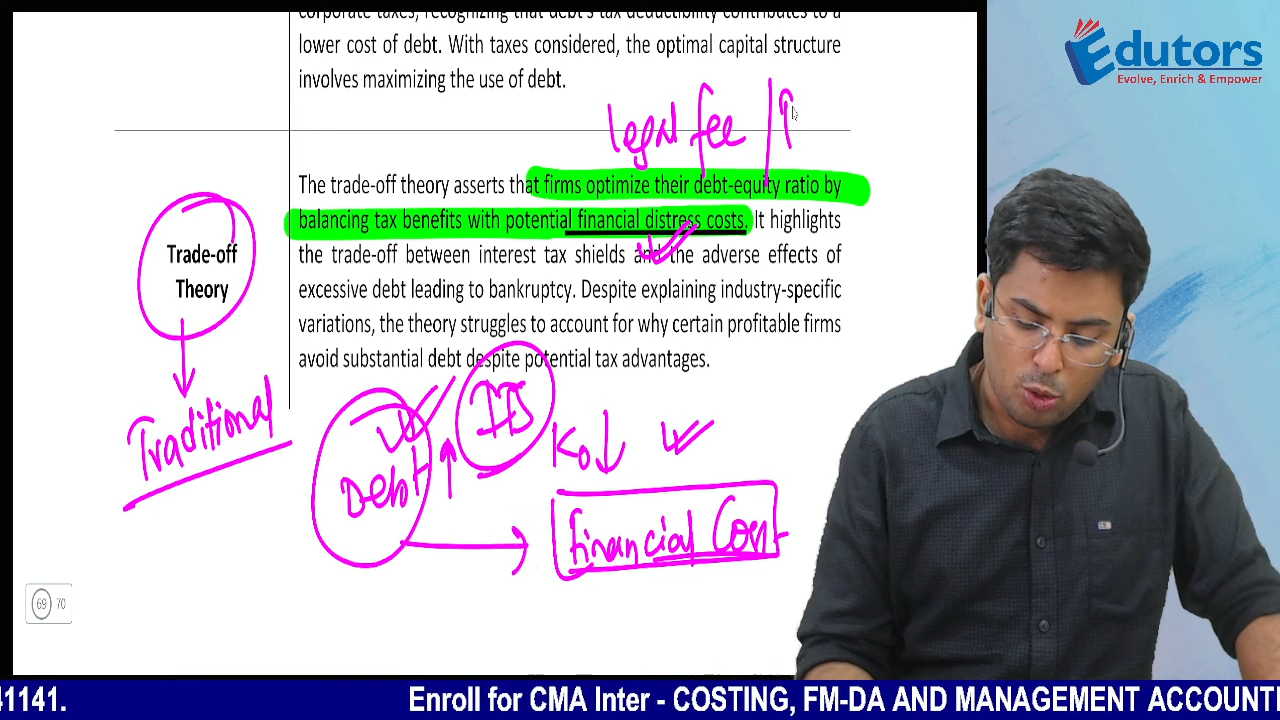 corporate taxes, recognizing that debt's tax deductibility contributes to a
lower cost of debt. With taxes considered, the optimal capital structure
involves maximizing the use of debt.
Edutors
Evolve, Enrich & Empower
legal fee /
The trade-off theory asserts that firms optimize their debt-equity ratio by
balancing tax benefits with potential financial distress costs. It highlights
the trade-off between interest tax shields and the adverse effects of
excessive debt leading to bankruptcy. Despite explaining industry-specific
variations, the theory struggles to account for why certain profitable firms
avoid substantial debt despite potential tax advantages.
Trade-off
Theory
Traditional
Debt ↑
Ko ↓
Financial Cost
69 70
41141.
Enroll for CMA Inter - COSTING, FM-DA AND MANAGEMENT ACCOUNTI